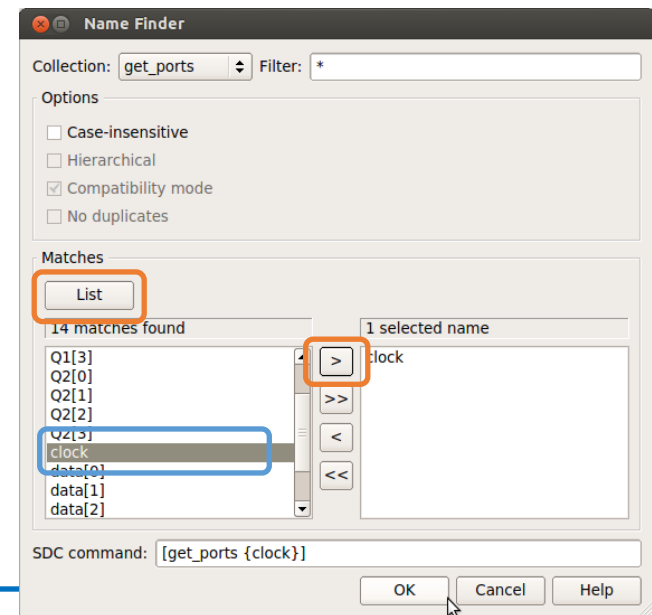 Name Finder
Collection: get_ports Filter: *
Options
Case-insensitive
Hierarchical
Compatibility mode
No duplicates
Matches
List
14 matches found 1 selected name
Q1[3] > clock
Q2[0]
Q2[1] >>
Q2[2]
Q2[3] <
clock
data[0] <<
data[1]
data[2]
SDC command: [get_ports {clock}]
OK Cancel Help